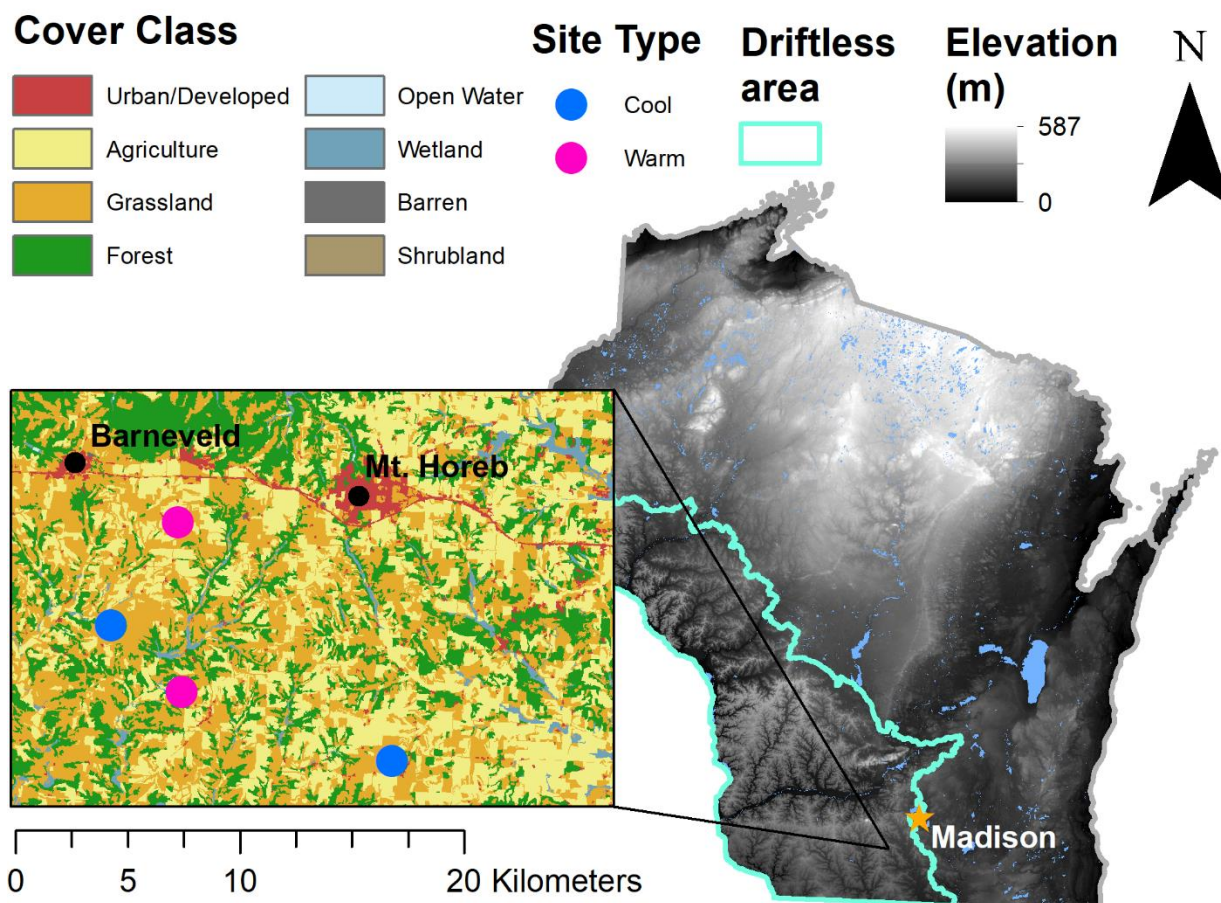 Cover Class
Urban/Developed
Agriculture
Grassland
Forest
Open Water
Wetland
Barren
Shrubland
Site Type
Cool
Warm
Driftless
area
Elevation
(m)
587
0
N
Barneveld
Mt. Horeb
Madison
0 5 10 20 Kilometers